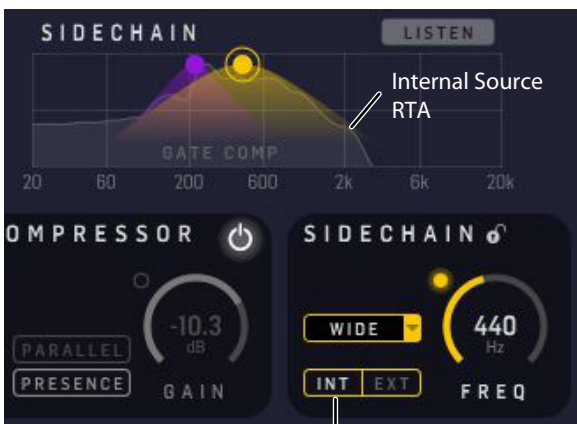 SIDECHAIN
LISTEN
Internal Source
RTA
GATE COMP
20 60 200 600 2k 6k 20k
OMPRESSOR
SIDECHAIN
-10.3
dB
PARALLEL
PRESENCE
GAIN
WIDE
440
Hz
INT EXT
FREQ